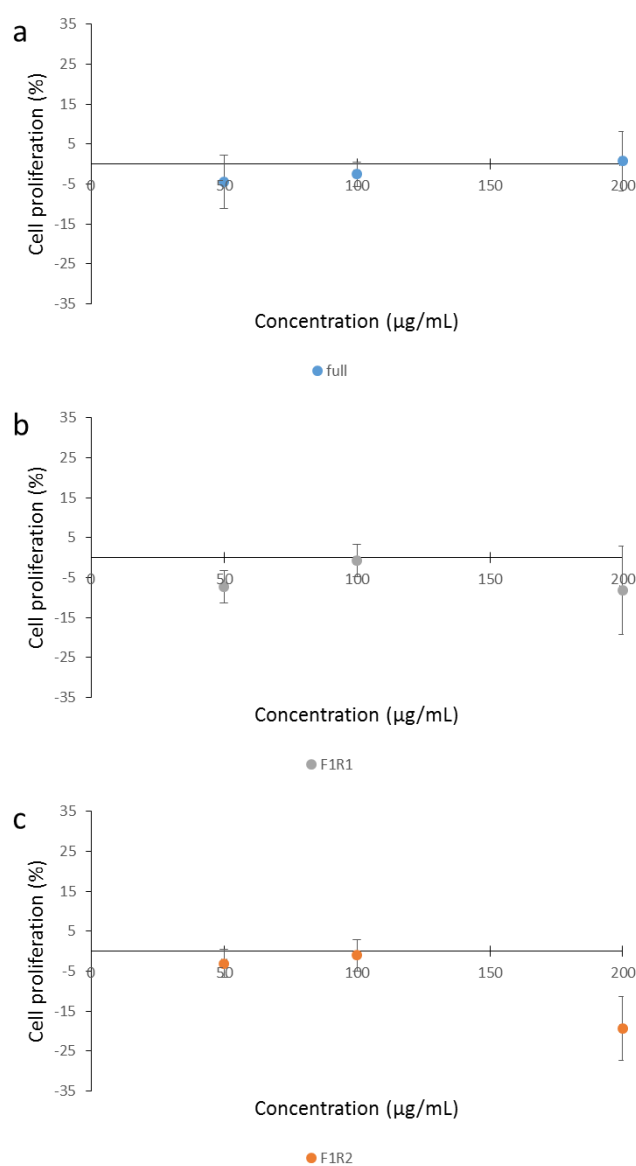 a
35
25
15
5
-5
-15
-25
-35
0 50 100 150 200
Cell proliferation (%)
Concentration (µg/mL)
full
b
35
25
15
5
-5
-15
-25
-35
0 50 100 150 200
Cell proliferation (%)
Concentration (µg/mL)
F1R1
c
35
25
15
5
-5
-15
-25
-35
0 50 100 150 200
Cell proliferation (%)
Concentration (µg/mL)
F1R2